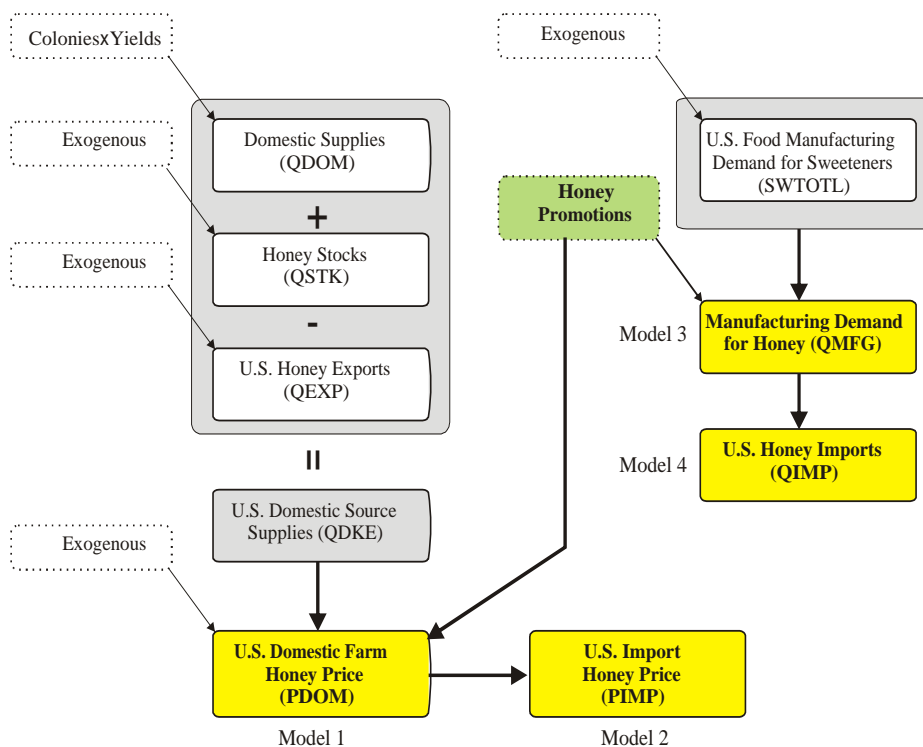 ColoniesxYields
Exogenous
Exogenous
Domestic Supplies
(QDOM)
+
Honey Stocks
(QSTK)
-
U.S. Honey Exports
(QEXP)
=
U.S. Domestic Source
Supplies (QDKE)
Exogenous
U.S. Domestic Farm
Honey Price
(PDOM)
Model 1
U.S. Import
Honey Price
(PIMP)
Model 2
Honey
Promotions
Exogenous
U.S. Food Manufacturing
Demand for Sweeteners
(SWTOTL)
Model 3
Manufacturing Demand
for Honey (QMFG)
Model 4
U.S. Honey Imports
(QIMP)